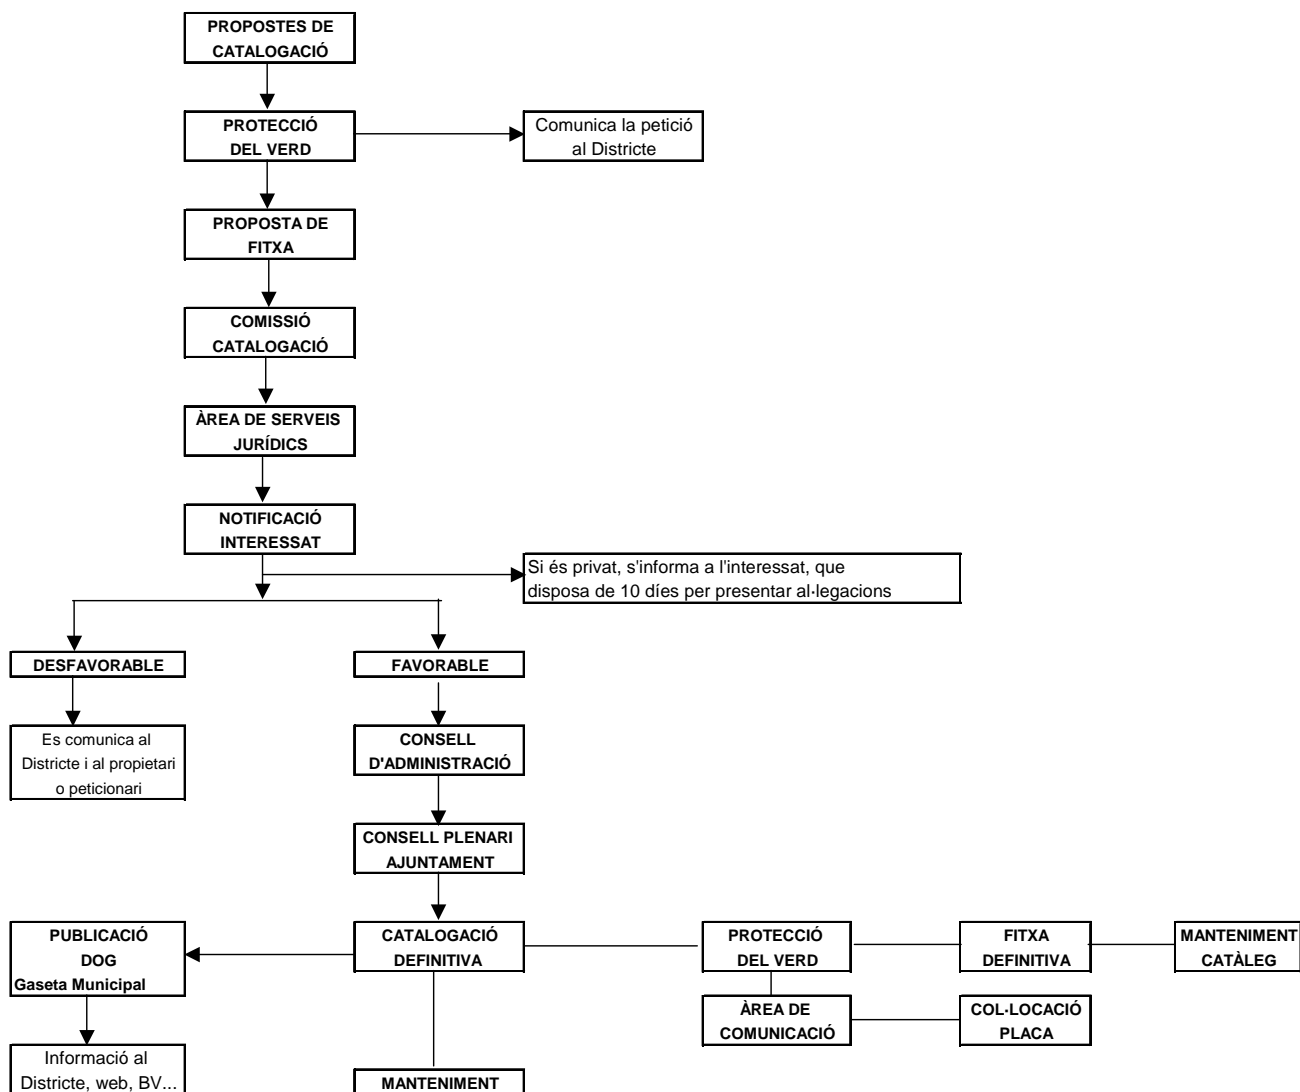 PROPOSTES DE
CATALOGACIÓ
PROTECCIÓ
DEL VERD
Comunica la petició
al Districte
PROPOSTA DE
FITXA
COMISSIÓ
CATALOGACIÓ
ÀREA DE SERVEIS
JURÍDICS
NOTIFICACIÓ
INTERESSAT
Si és privat, s'informa a l'interessat, que
disposa de 10 díes per presentar al·legacions
DESFAVORABLE
FAVORABLE
Es comunica al
Districte i al propietari
o peticionari
CONSELL
D'ADMINISTRACIÓ
CONSELL PLENARI
AJUNTAMENT
PUBLICACIÓ
DOG
Gaseta Municipal
CATALOGACIÓ
DEFINITIVA
PROTECCIÓ
DEL VERD
FITXA
DEFINITIVA
MANTENIMENT
CATÀLEG
ÀREA DE
COMUNICACIÓ
COL·LOCACIÓ
PLACA
Informació al
Districte, web, BV...
MANTENIMENT